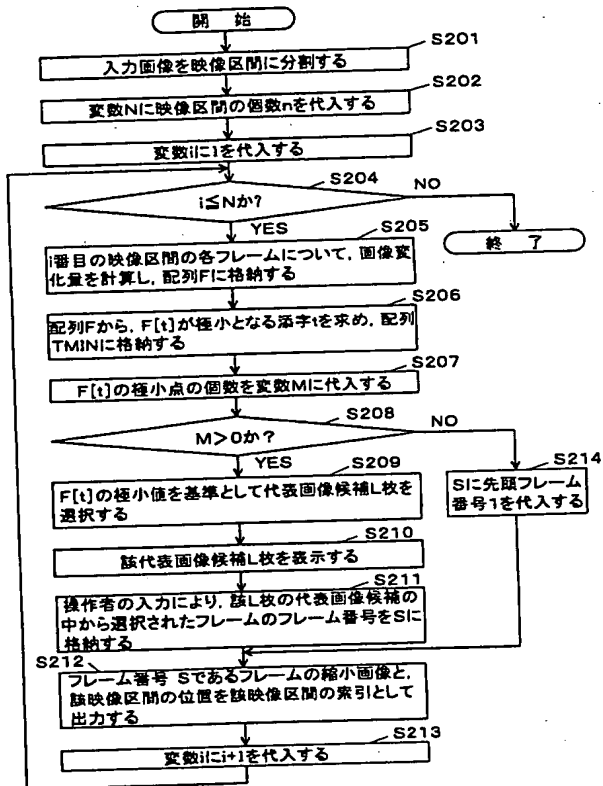 開始
S201
入力画像を映像区間に分割する
S202
変数Nに映像区間の個数nを代入する
S203
変数iに1を代入する
S204
i≦Nか?
NO
YES
終了
S205
i番目の映像区間の各フレームについて,画像変
化量を計算し,配列Fに格納する
S206
配列Fから,F[t]が極小となる添字tを求め,配列
TMINに格納する
S207
F[t]の極小点の個数を変数Mに代入する
S208
M>0か?
NO
YES
S209
F[t]の極小値を基準として代表画像候補L枚を
選択する
S214
Sに先頭フレーム
番号1を代入する
S210
該代表画像候補L枚を表示する
S211
操作者の入力により,該L枚の代表画像候補の
中から選択されたフレームのフレーム番号をSに
格納する
S212
フレーム番号 Sであるフレームの縮小画像と,
該映像区間の位置を該映像区間の索引として
出力する
S213
変数iにi+1を代入する